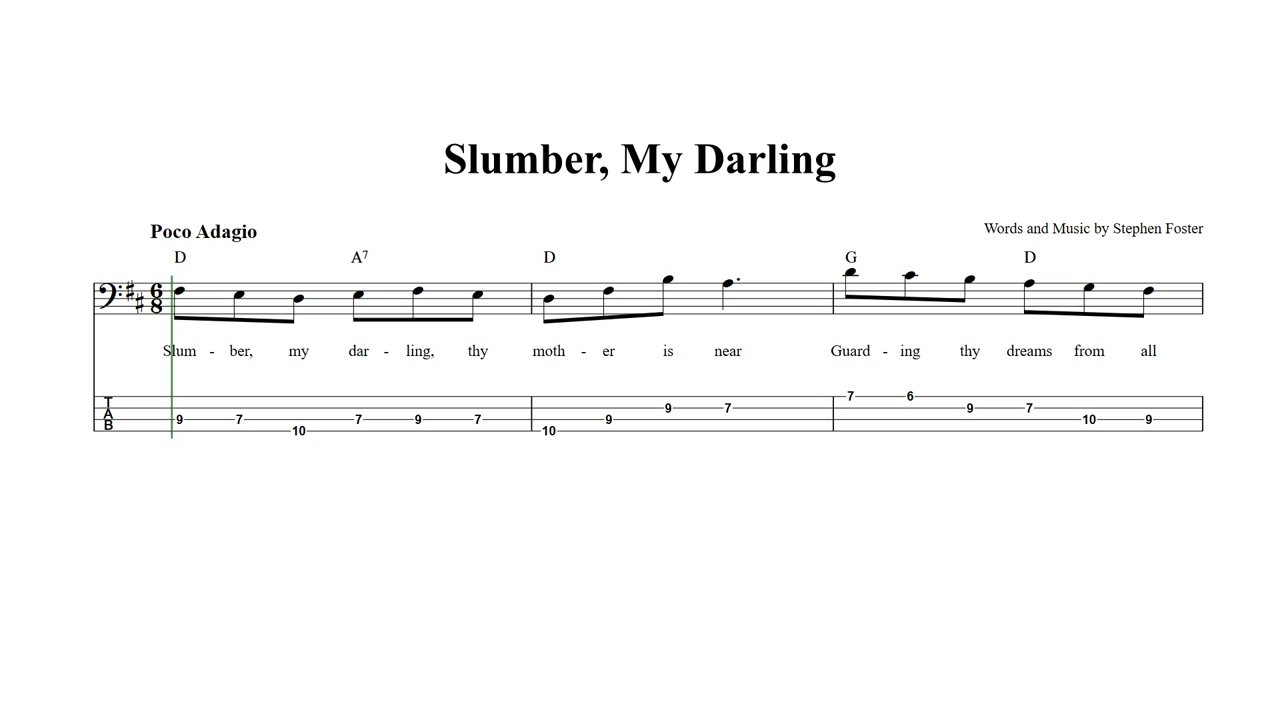 Slumber, My Darling
Poco Adagio
Words and Music by Stephen Foster
D A7 D G D
6
8
Slum - ber, my dar - ling, thy moth - er is near Guard - ing thy dreams from all
T
A
B
7 6
9 7 9 7
9 7 7 9 7 9 10 9
10 10